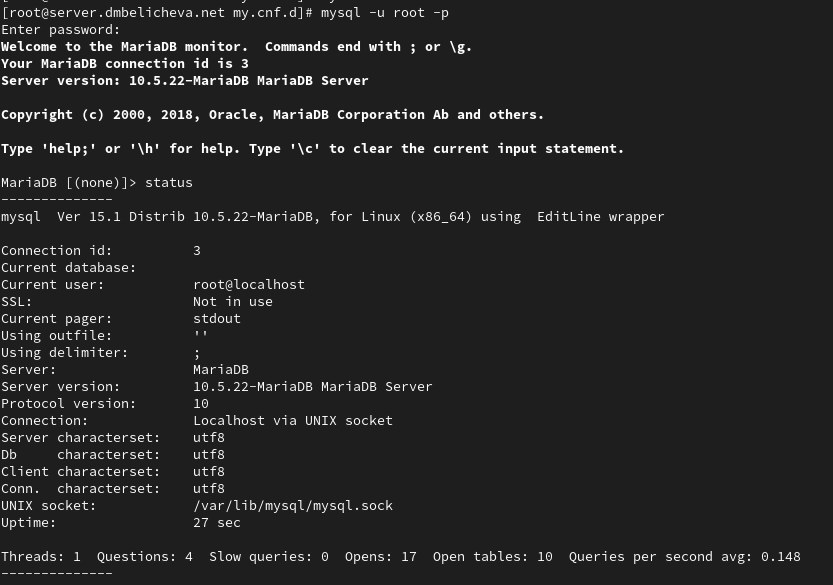 [root@server.dmbelicheva.net my.cnf.d]# mysql -u root -p
Enter password:
Welcome to the MariaDB monitor.  Commands end with ; or \g.
Your MariaDB connection id is 3
Server version: 10.5.22-MariaDB MariaDB Server

Copyright (c) 2000, 2018, Oracle, MariaDB Corporation Ab and others.

Type 'help;' or '\h' for help. Type '\c' to clear the current input statement.

MariaDB [(none)]> status
--------------
mysql  Ver 15.1 Distrib 10.5.22-MariaDB, for Linux (x86_64) using  EditLine wrapper

Connection id:          3
Current database:
Current user:           root@localhost
SSL:                    Not in use
Current pager:          stdout
Using outfile:          ''
Using delimiter:        ;
Server:                 MariaDB
Server version:         10.5.22-MariaDB MariaDB Server
Protocol version:       10
Connection:             Localhost via UNIX socket
Server characterset:    utf8
Db     characterset:    utf8
Client characterset:    utf8
Conn.  characterset:    utf8
UNIX socket:            /var/lib/mysql/mysql.sock
Uptime:                 27 sec

Threads: 1  Questions: 4  Slow queries: 0  Opens: 17  Open tables: 10  Queries per second avg: 0.148
--------------